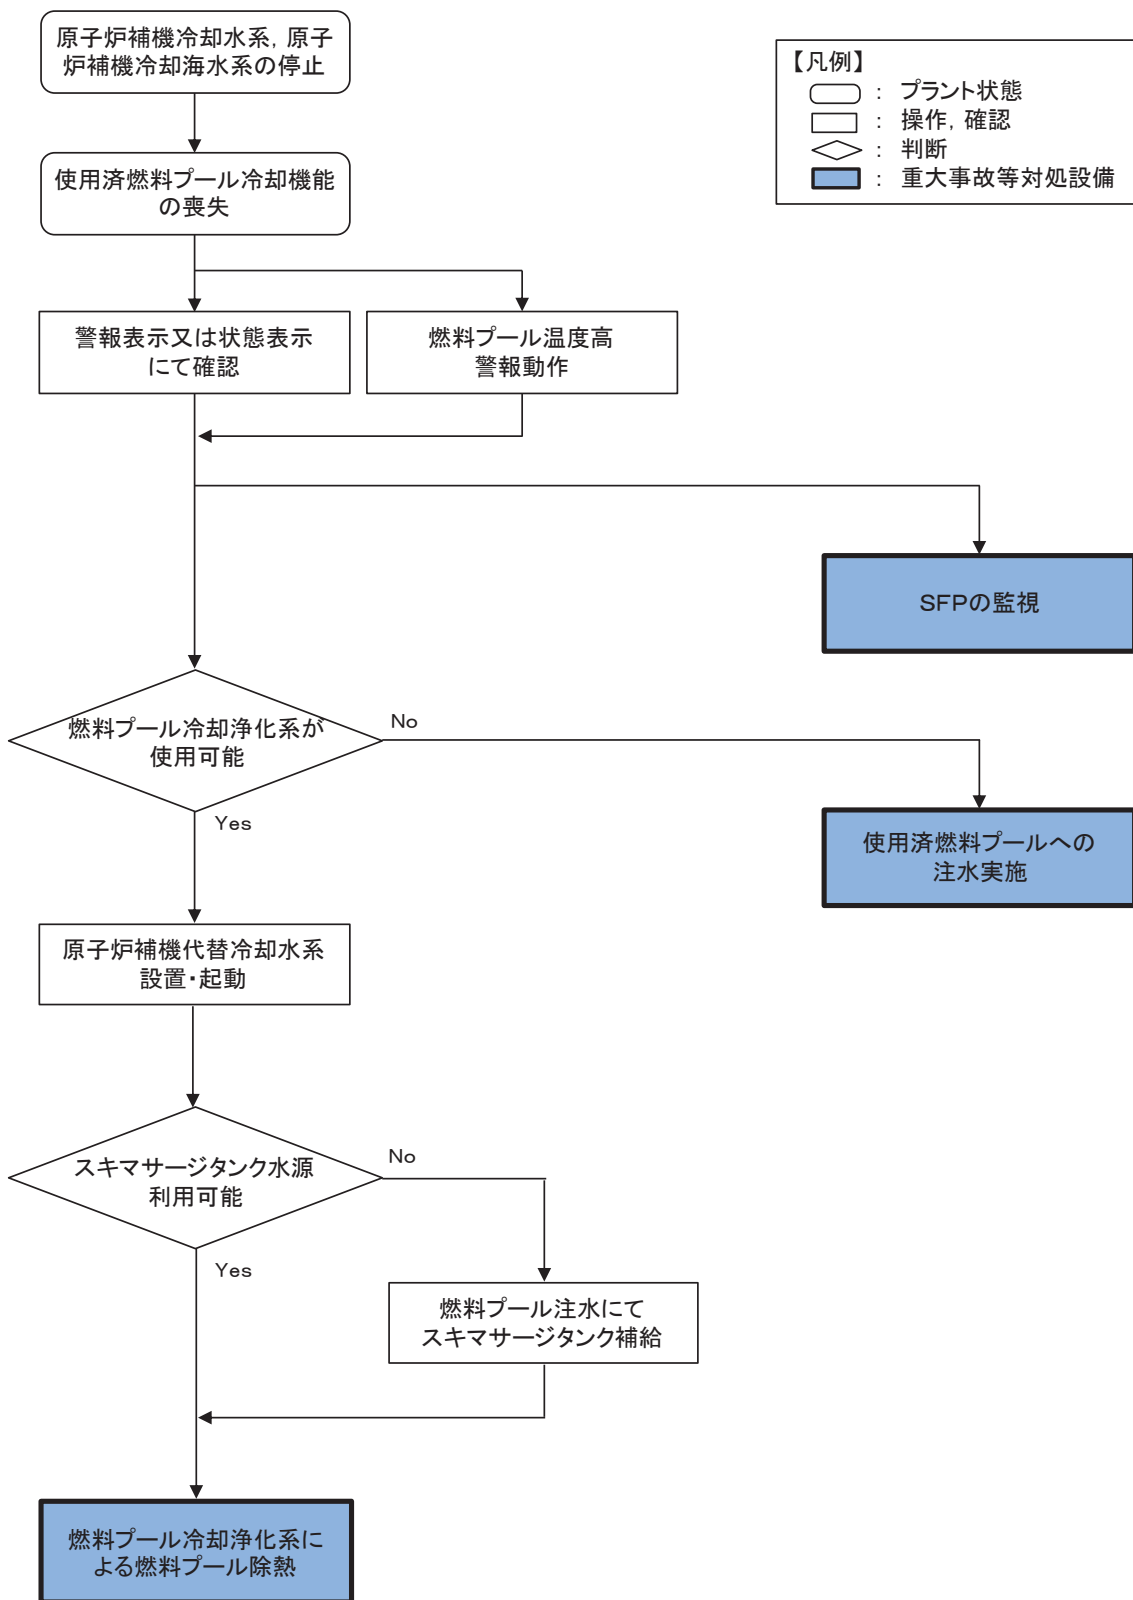 原子炉補機冷却水系，原子
炉補機冷却海水系の停止
【凡例】
： プラント状態
： 操作，確認
： 判断
： 重大事故等対処設備
使用済燃料プール冷却機能
の喪失
警報表示又は状態表示
にて確認
燃料プール温度高
警報動作
SFPの監視
燃料プール冷却浄化系が
使用可能
No
Yes
使用済燃料プールへの
注水実施
原子炉補機代替冷却水系
設置・起動
スキマサージタンク水源
利用可能
No
Yes
燃料プール注水にて
スキマサージタンク補給
燃料プール冷却浄化系に
よる燃料プール除熱